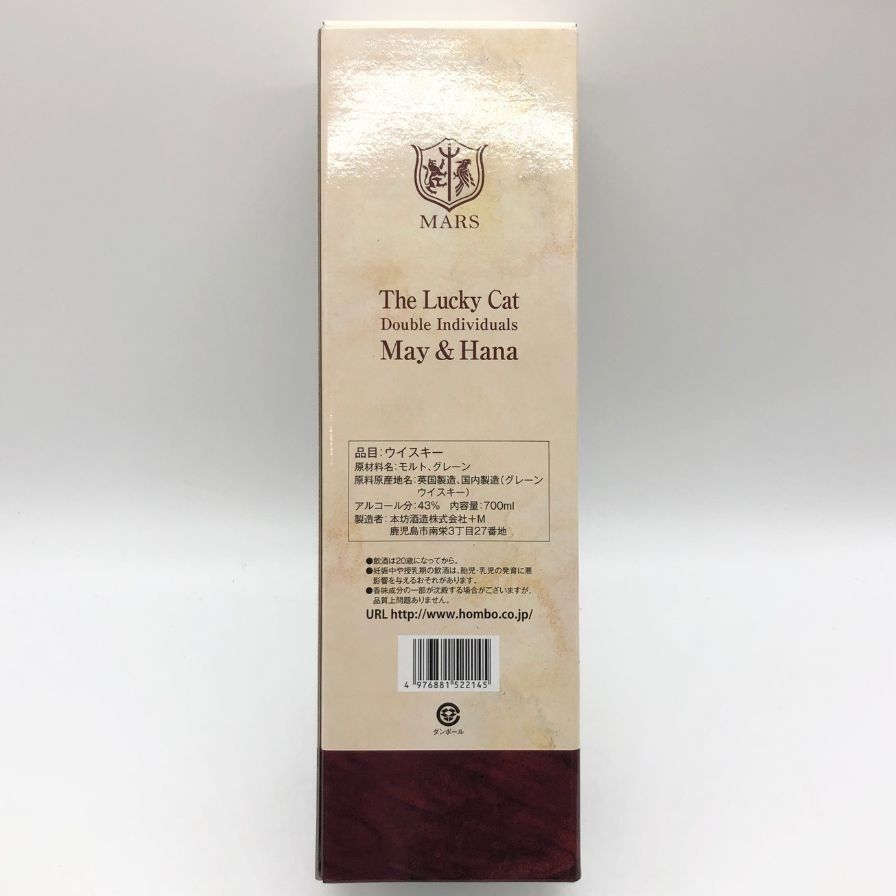 MARS
The Lucky Cat
Double Individuals
May & Hana
品目:ウイスキー
原材料名:モルト、グレーン
原料原産地名:英国製造、国内製造(グレーン
ウイスキー)
アルコール分:43% 内容量:700ml
製造者:本坊酒造株式会社+M
鹿児島市南栄3丁目27番地
●飲酒は20歳になってから。
●妊娠中や授乳期の飲酒は、胎児・乳児の発育に悪
影響を与えるおそれがあります。
●香味成分の一部が沈殿する場合がございますが、
品質上問題ありません。
URL http://www.hombo.co.jp/
4 976881 522145
ダンボール